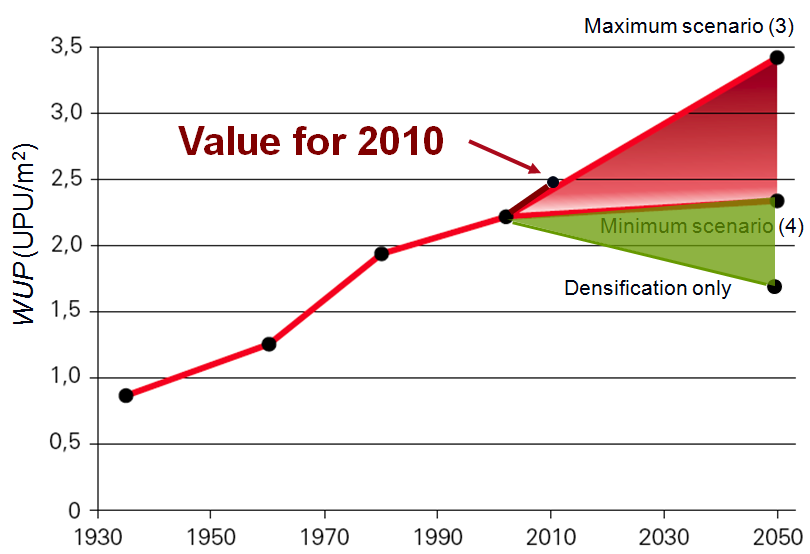 Maximum scenario (3)
3,5
3,0
Value for 2010
2,5
WUP (UPU/m²)
2,0
Minimum scenario (4)
Densification only
1,5
1,0
0,5
0
1930 1950 1970 1990 2010 2030 2050